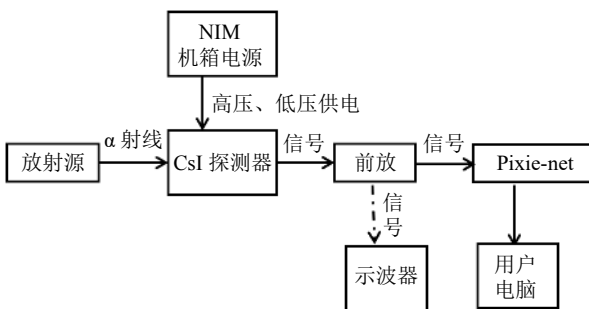 NIM
机箱电源
高压、低压供电
α 射线
信号
信号
放射源
CsI 探测器
前放
Pixie-net
信
号
示波器
用户
电脑